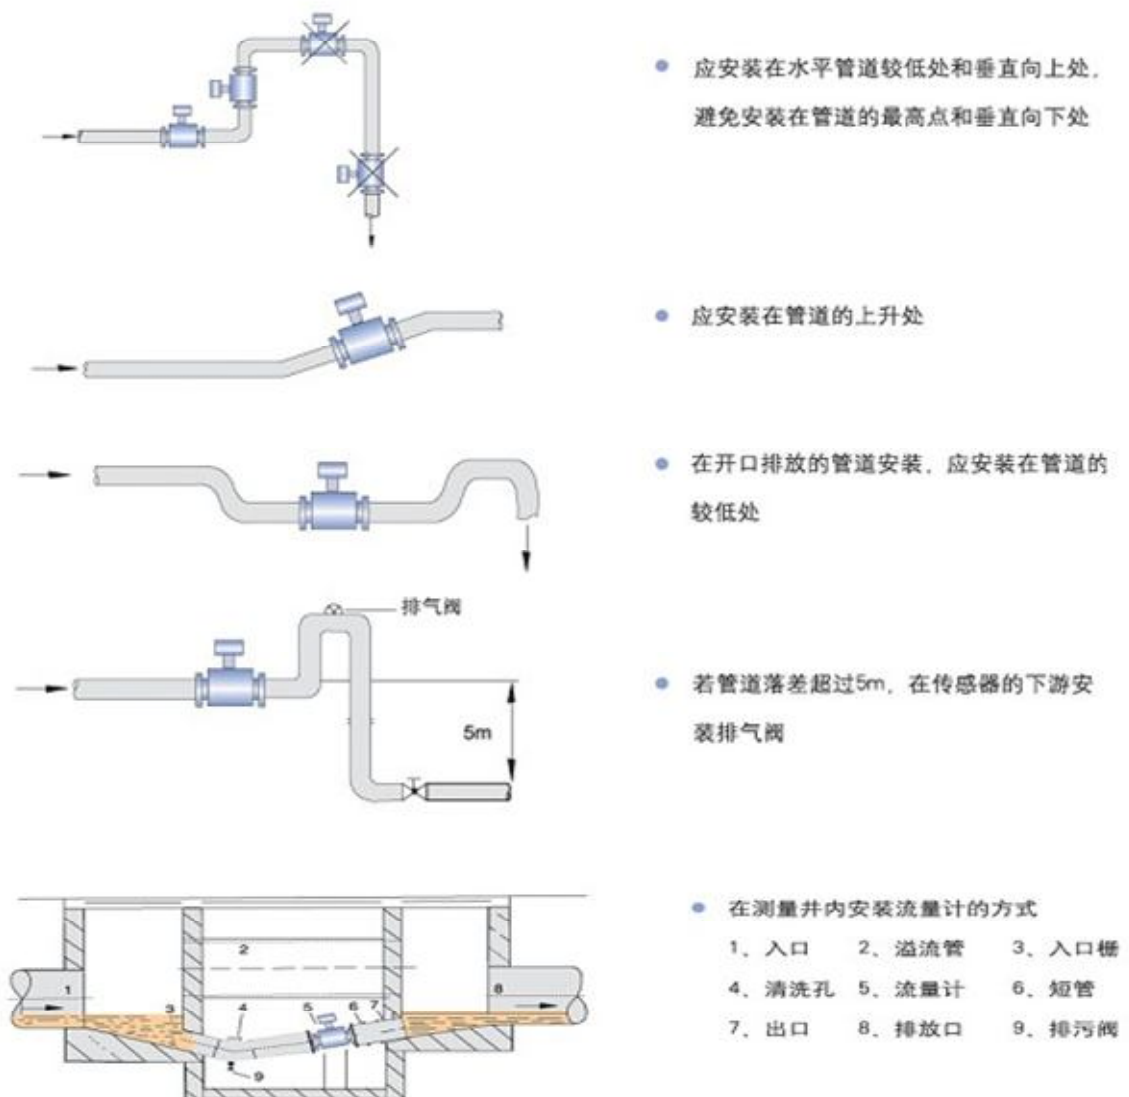 应安装在水平管道较低处和垂直向上处,
避免安装在管道的最高点和垂直向下处
应安装在管道的上升处
在开口排放的管道安装, 应安装在管道的
较低处
排气阀
若管道落差超过5m, 在传感器的下游安
装排气阀
5m
在测量井内安装流量计的方式
1、入口 2、溢流管 3、入口栅
4、清洗孔 5、流量计 6、短管
7、出口 8、排放口 9、排污阀
2
1
8
3
4
5
6
7
9